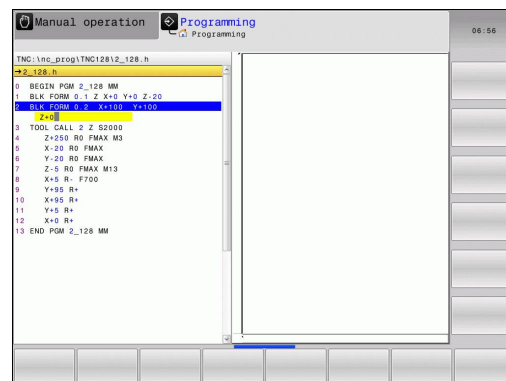 Manual operation
Programming
Programming
06:56
TNC:\nc_prog\TNC128\2_128.h
→2_128.h
0 BEGIN PGM 2_128 MM
1 BLK FORM 0.1 Z X+0 Y+0 Z-20
2 BLK FORM 0.2 X+100 Y+100
Z+0
3 TOOL CALL 2 Z S2000
4 Z+250 R0 FMAX M3
5 X-20 R0 FMAX
6 Y-20 R0 FMAX
7 Z-5 R0 FMAX M13
8 X+5 R- F700
9 Y+95 R+
10 X+95 R+
11 Y+5 R+
12 X+0 R+
13 END PGM 2_128 MM